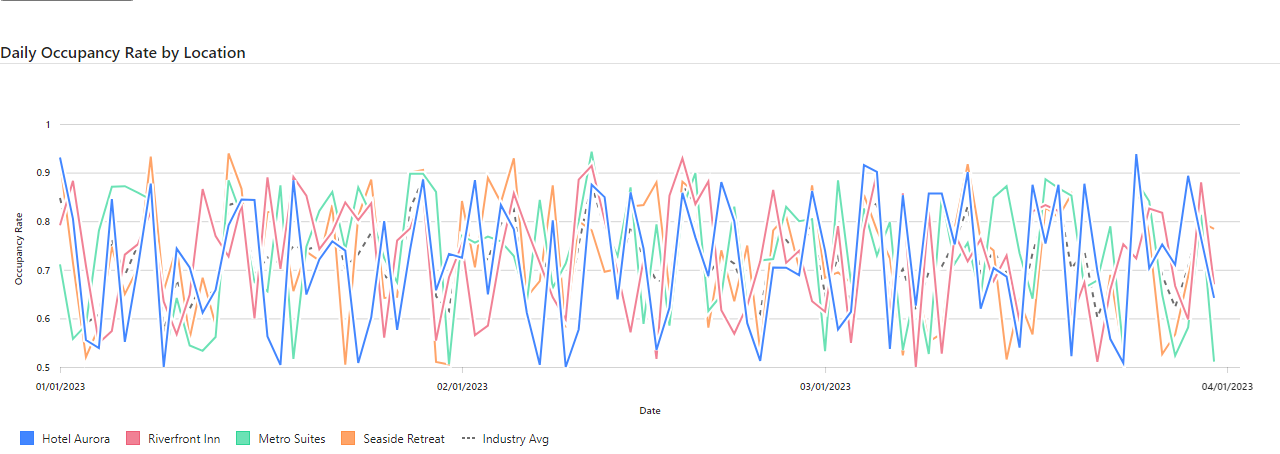 Daily Occupancy Rate by Location
1
0.9
0.8
0.7
0.6
0.5
Occupancy Rate
01/01/2023 02/01/2023 03/01/2023 04/01/2023
Date
Hotel Aurora Riverfront Inn Metro Suites Seaside Retreat Industry Avg